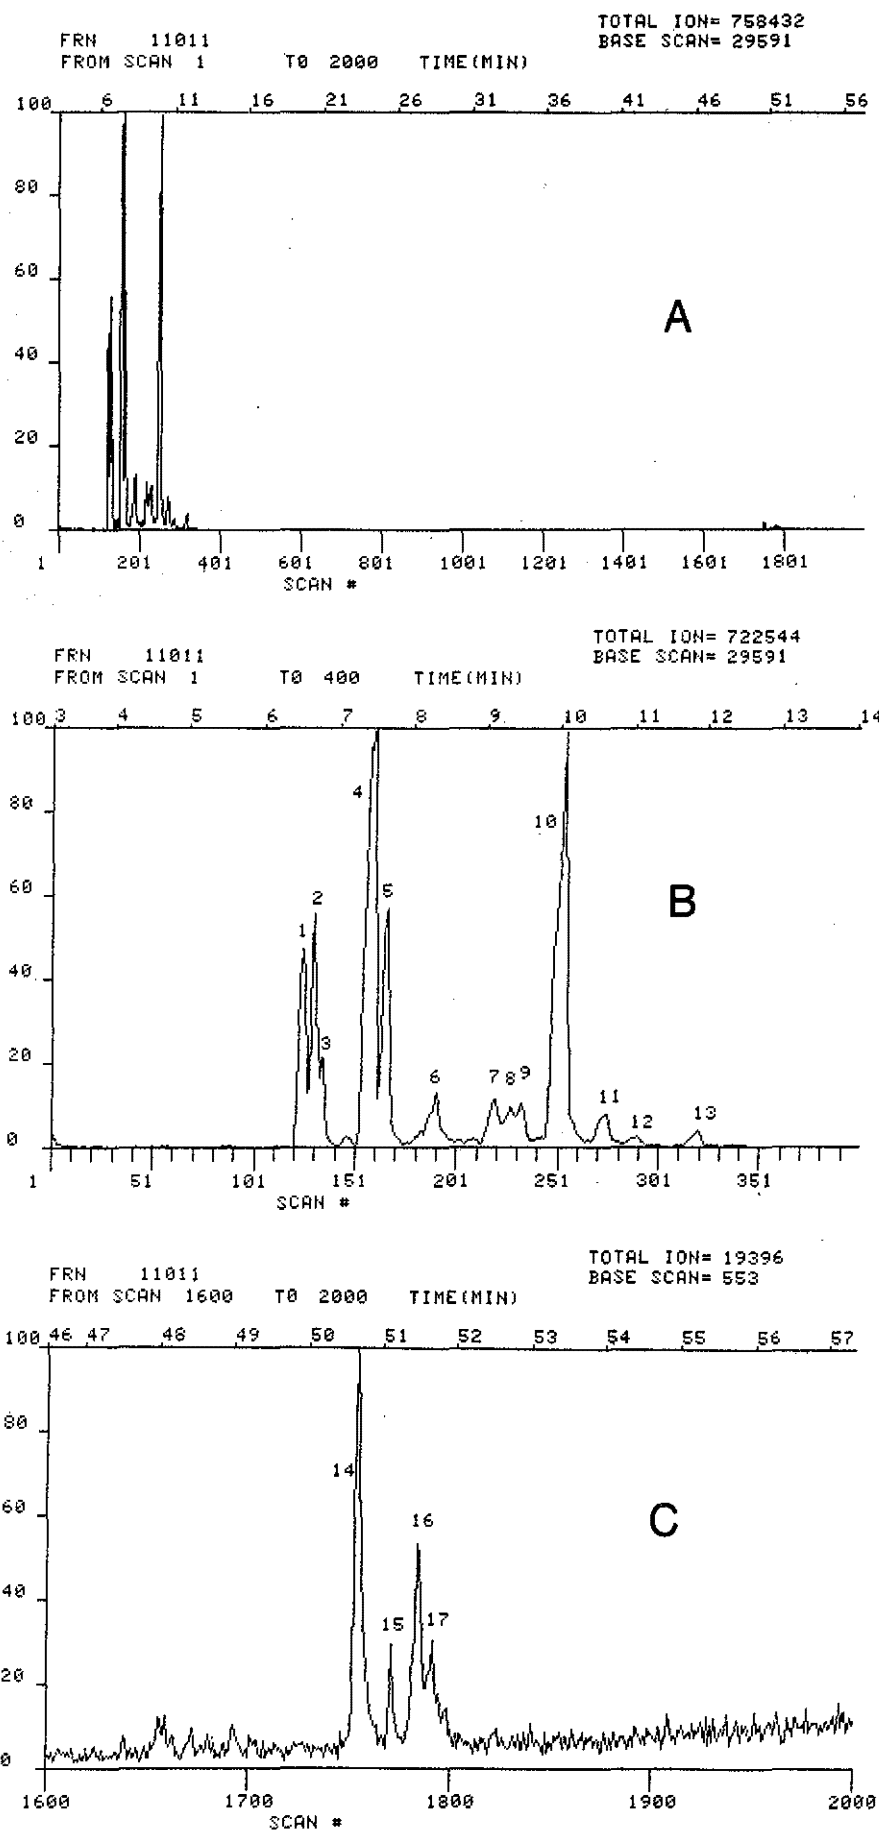 TOTAL ION= 758432
FRN 11011 BASE SCAN= 29591
FROM SCAN 1 T0 2000 TIME(MIN)
6 11 16 21 26 31 36 41 46 51 56
100
80
60
A
40
20
0
1 201 401 601 801 1001 1201 1401 1601 1801
SCAN #
TOTAL ION= 722544
FRN 11011 BASE SCAN= 29591
FROM SCAN 1 T0 400 TIME(MIN)
100 3 4 5 6 7 8 9 10 11 12 13 14
4
80
10
60
2 5
B
1
40
3
20
6 7 8 9
11
12 13
0
1 51 101 151 201 251 301 351
SCAN #
TOTAL ION= 19396
FRN 11011 BASE SCAN= 553
FROM SCAN 1600 T0 2000 TIME(MIN)
100 46 47 48 49 50 51 52 53 54 55 56 57
80
14
60
16
C
40
15 17
20
0
1600 1700 1800 1900 2000
SCAN #